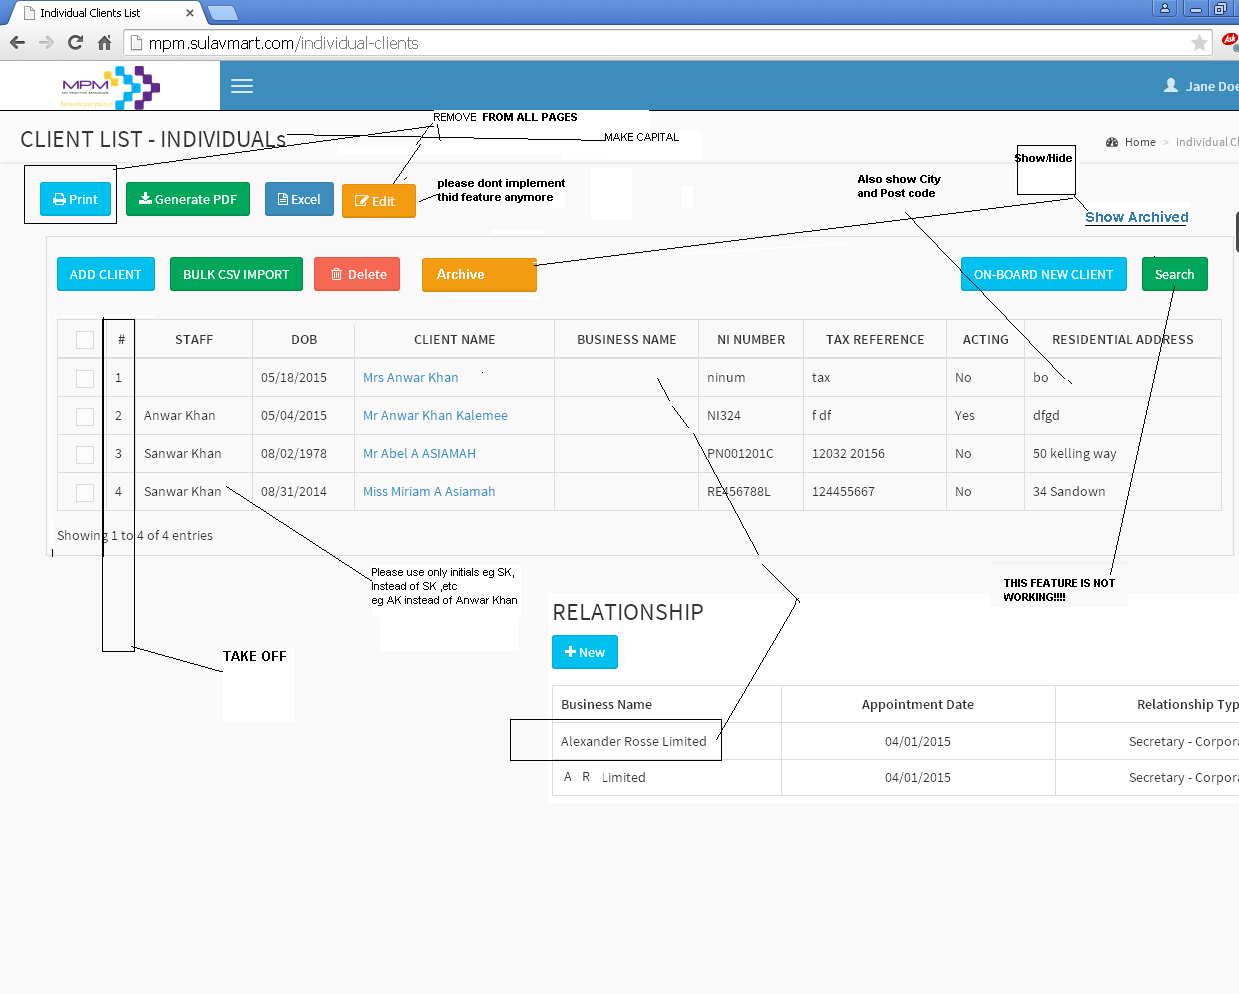 Individual Clients List
mpm.sulavmart.com/individual-clients
MPM
Jane Doe
REMOVE FROM ALL PAGES
CLIENT LIST - INDIVIDUALs
MAKE CAPITAL
Home > Individual Cl
Show/Hide
Print
Generate PDF
Excel
Edit
please dont implement
thid feature anymore
Also show City
and Post code
Show Archived
ADD CLIENT
BULK CSV IMPORT
Delete
Archive
ON-BOARD NEW CLIENT
Search
# STAFF DOB CLIENT NAME BUSINESS NAME NI NUMBER TAX REFERENCE ACTING RESIDENTIAL ADDRESS
1 05/18/2015 Mrs Anwar Khan ninum tax No bo
2 Anwar Khan 05/04/2015 Mr Anwar Khan Kalemee NI324 f df Yes dfgd
3 Sanwar Khan 08/02/1978 Mr Abel A ASIAMAH PN001201C 12032 20156 No 50 kelling way
4 Sanwar Khan 08/31/2014 Miss Miriam A Asiamah RE456788L 124455667 No 34 Sandown
Showing 1 to 4 of 4 entries
Please use only initials eg SK,
Instead of SK ,etc
eg AK instead of Anwar Khan
THIS FEATURE IS NOT
WORKING!!!!
TAKE OFF
RELATIONSHIP
New
Business Name Appointment Date Relationship Typ
Alexander Rosse Limited 04/01/2015 Secretary - Corpora
A R Limited 04/01/2015 Secretary - Corpora